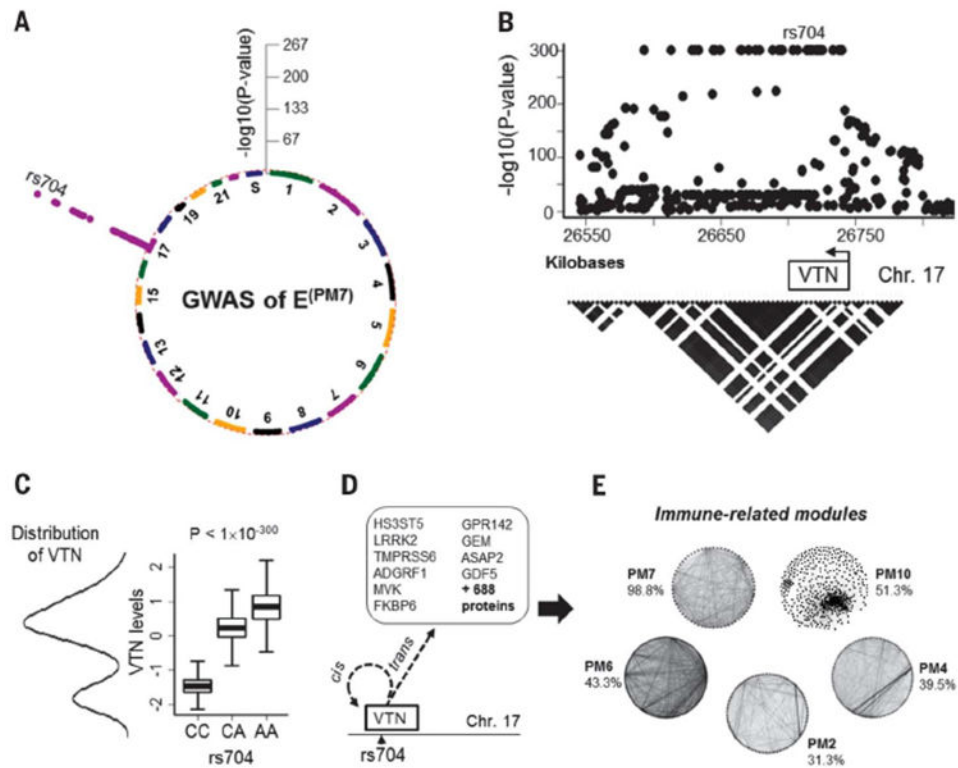 A
-log10(P-value)
267
200
133
67
rs704
S
1
2
3
4
5
6
7
8
9
10
11
12
13
15
17
19
21
GWAS of E(PM7)
B
rs704
-log10(P-value)
300
200
100
0
26550
26650
26750
Kilobases
VTN
Chr. 17
C
Distribution
of VTN
P < 1×10-300
VTN levels
2
1
0
-1
-2
CC CA AA
rs704
D
HS3ST5
LRRK2
TMPRSS6
ADGRF1
MVK
FKBP6
GPR142
GEM
ASAP2
GDF5
+ 688
proteins
cis
trans
VTN
Chr. 17
rs704
E
Immune-related modules
PM7
98.8%
PM10
51.3%
PM6
43.3%
PM4
39.5%
PM2
31.3%